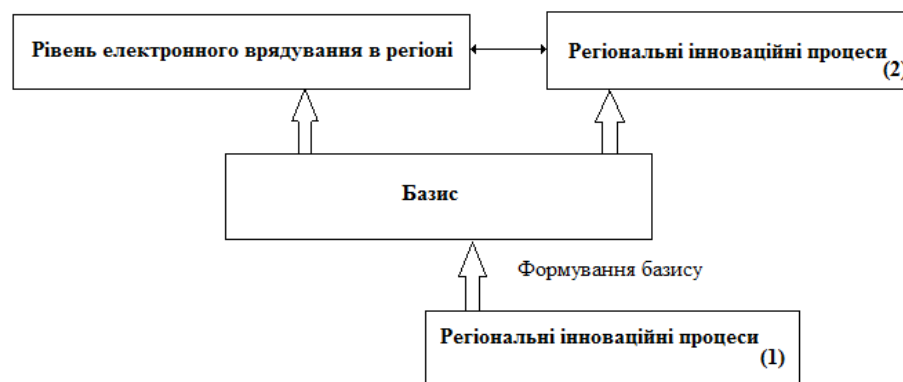 Рівень електронного врядування в регіоні
Регіональні інноваційні процеси
(2)
Базис
Формування базису
Регіональні інноваційні процеси
(1)